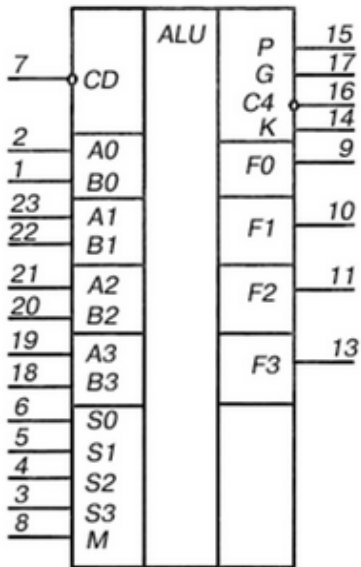 ALU
7 CD
2 A0
1 B0
23 A1
22 B1
21 A2
20 B2
19 A3
18 B3
6 S0
5 S1
4 S2
3 S3
8 M
P 15
G 17
C4 16
K 14
F0 9
F1 10
F2 11
F3 13